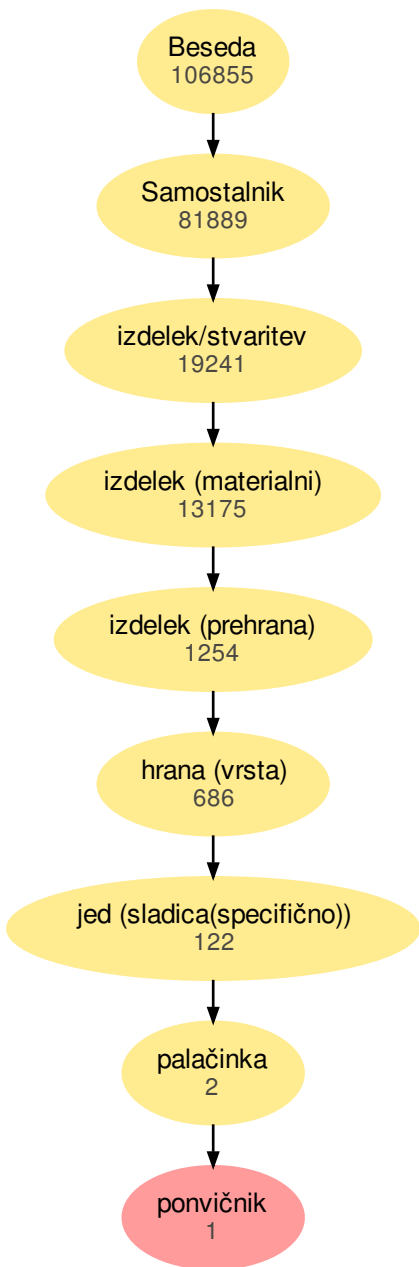 Beseda
106855
Samostalnik
81889
izdelek/stvaritev
19241
izdelek (materialni)
13175
izdelek (prehrana)
1254
hrana (vrsta)
686
jed (sladica(specifično))
122
palačinka
2
ponvičnik
1